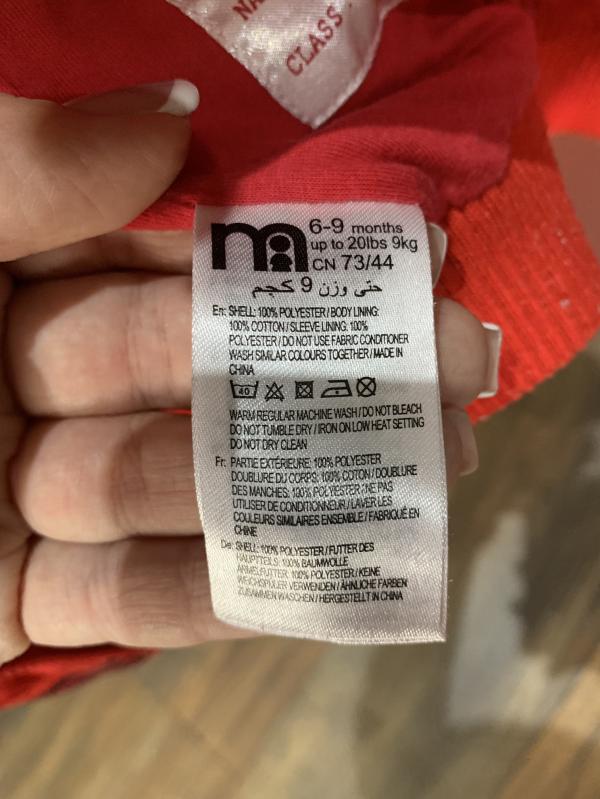 NA
CLASS
6-9 months
up to 20lbs 9kg
CN 73/44
حتى وزن 9 كجم
En: SHELL: 100% POLYESTER / BODY LINING:
100% COTTON / SLEEVE LINING: 100%
POLYESTER / DO NOT USE FABRIC CONDITIONER
WASH SIMILAR COLOURS TOGETHER / MADE IN
CHINA
40
WARM REGULAR MACHINE WASH / DO NOT BLEACH
DO NOT TUMBLE DRY / IRON ON LOW HEAT SETTING
DO NOT DRY CLEAN
Fr: PARTIE EXTÉRIEURE: 100% POLYESTER
DOUBLURE DU CORPS: 100% COTON / DOUBLURE
DES MANCHES: 100% POLYESTER / NE PAS
UTILISER DE CONDITIONNEUR / LAVER LES
COULEURS SIMILAIRES ENSEMBLE / FABRIQUÉ EN
CHINE
De: SHELL: 100% POLYESTER / FUTTER DES
HAUPTTEILS: 100% BAUMWOLLE
ÄRMELFUTTER: 100% POLYESTER / KEINE
WEICHSPÜLER VERWENDEN / ÄHNLICHE FARBEN
ZUSAMMEN WASCHEN / HERGESTELLT IN CHINA